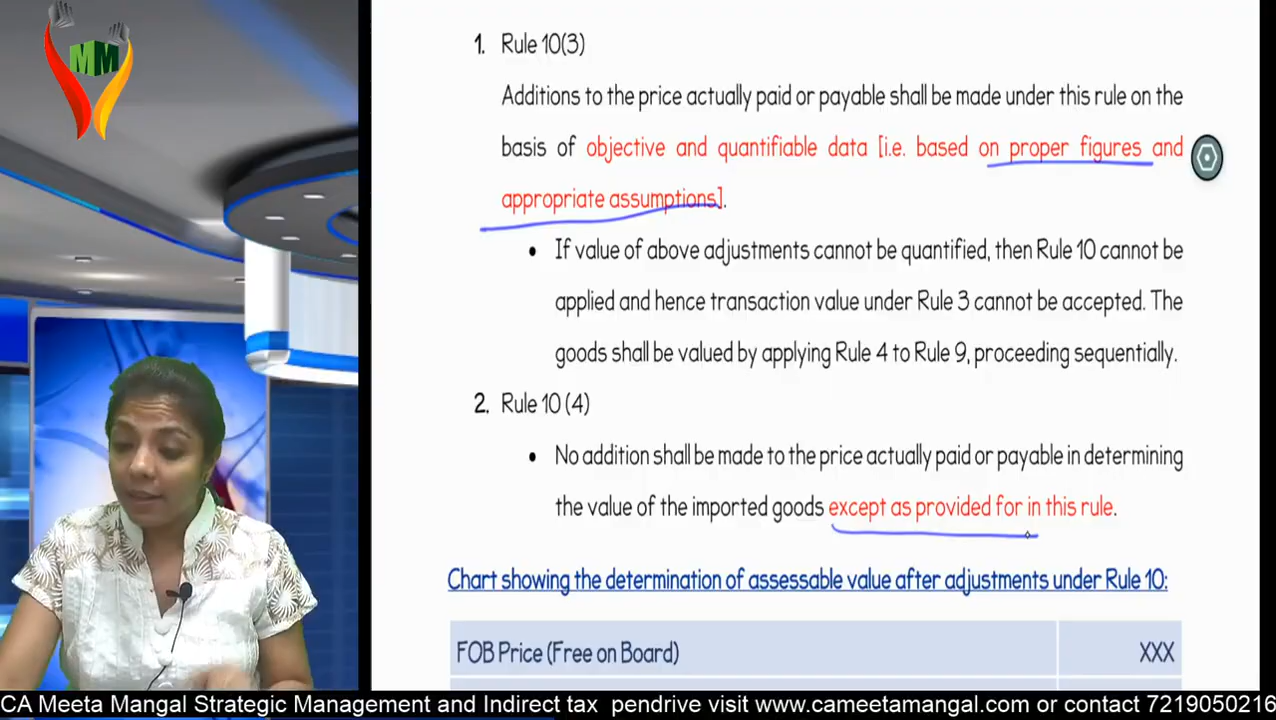 MM
1. Rule 10(3)
Additions to the price actually paid or payable shall be made under this rule on the
basis of objective and quantifiable data [i.e. based on proper figures and
appropriate assumptions].
• If value of above adjustments cannot be quantified, then Rule 10 cannot be
applied and hence transaction value under Rule 3 cannot be accepted. The
goods shall be valued by applying Rule 4 to Rule 9, proceeding sequentially.
2. Rule 10 (4)
• No addition shall be made to the price actually paid or payable in determining
the value of the imported goods except as provided for in this rule.
Chart showing the determination of assessable value after adjustments under Rule 10:
FOB Price (Free on Board) XXX
CA Meeta Mangal Strategic Management and Indirect tax pendrive visit www.cameetamangal.com or contact 7219050216